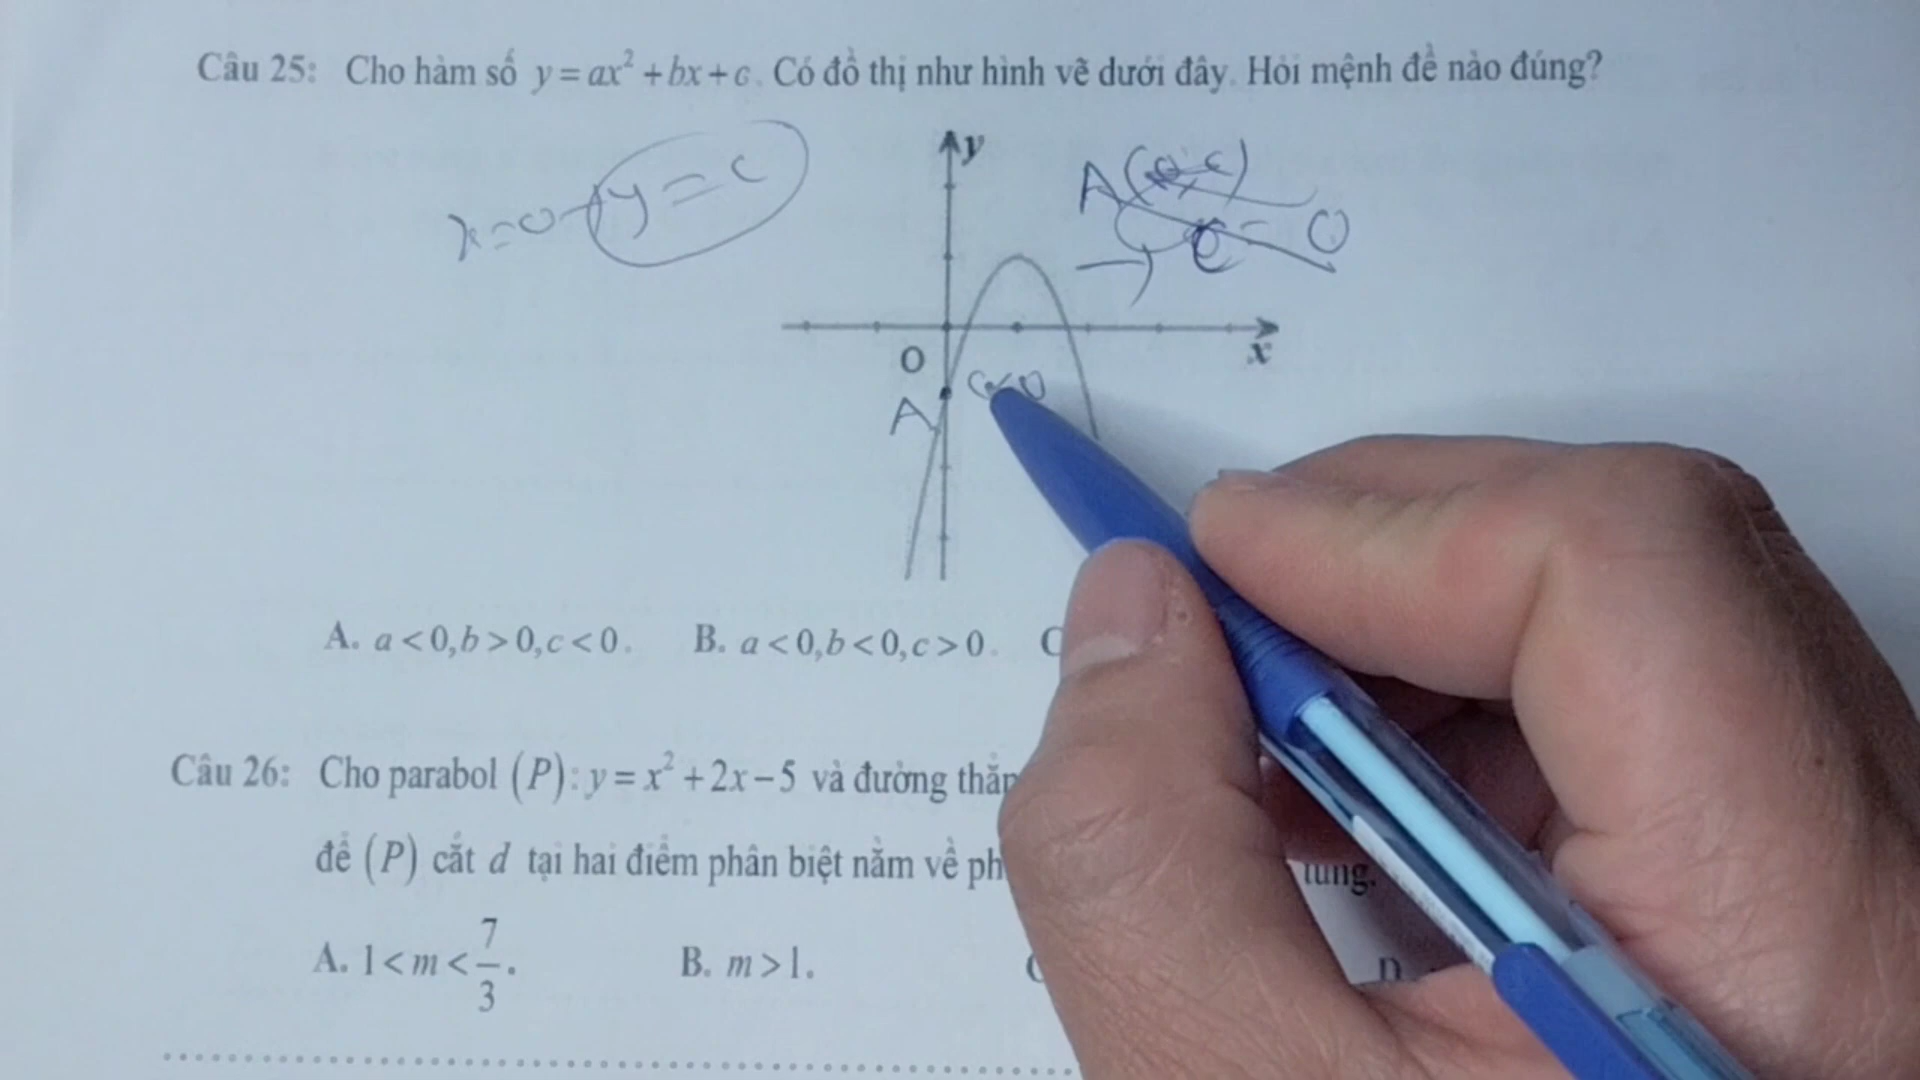 Câu 25: Cho hàm số y = ax² + bx + c. Có đồ thị như hình vẽ dưới đây. Hỏi mệnh đề nào đúng?
y
x=0 → y = c
A(0; c)
→ c = 0
O
x
c<0
A
A. a < 0, b > 0, c < 0. B. a < 0, b < 0, c > 0. C
Câu 26: Cho parabol (P): y = x² + 2x − 5 và đường
để (P) cắt d tại hai điểm phân biệt nằm về tung.
A. 1 < m < 7/3. B. m > 1. D